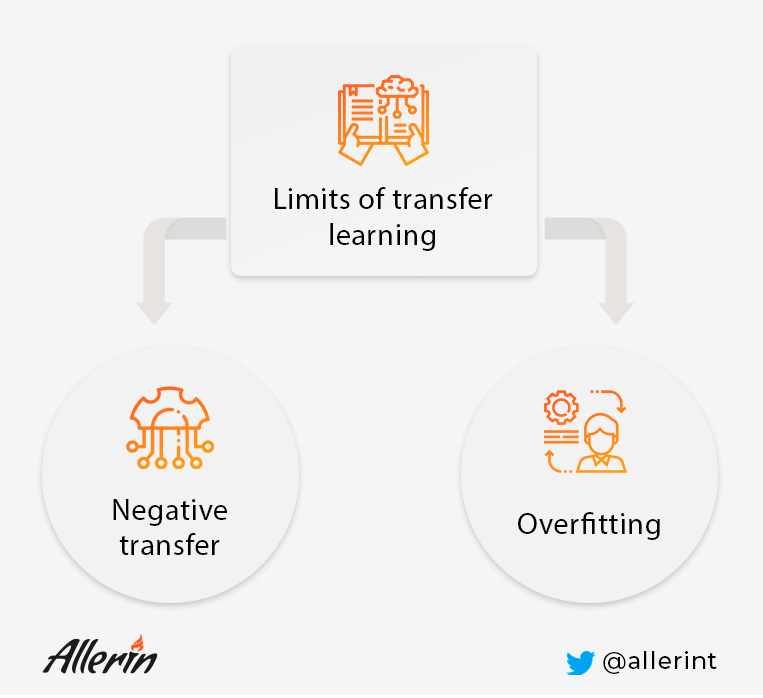 Limits of transfer
learning
Negative
transfer
Overfitting
Allerin
@allerint